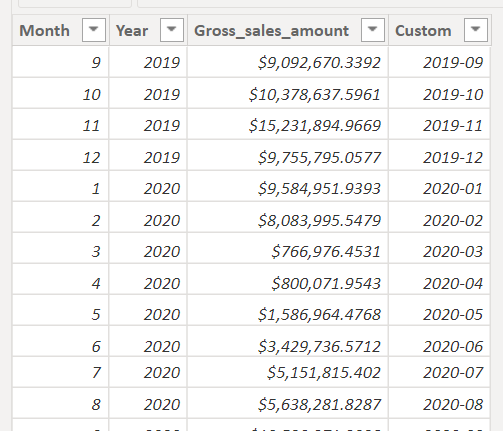 Month Year Gross_sales_amount Custom
9 2019 $9,092,670.3392 2019-09
10 2019 $10,378,637.5961 2019-10
11 2019 $15,231,894.9669 2019-11
12 2019 $9,755,795.0577 2019-12
1 2020 $9,584,951.9393 2020-01
2 2020 $8,083,995.5479 2020-02
3 2020 $766,976.4531 2020-03
4 2020 $800,071.9543 2020-04
5 2020 $1,586,964.4768 2020-05
6 2020 $3,429,736.5712 2020-06
7 2020 $5,151,815.402 2020-07
8 2020 $5,638,281.8287 2020-08